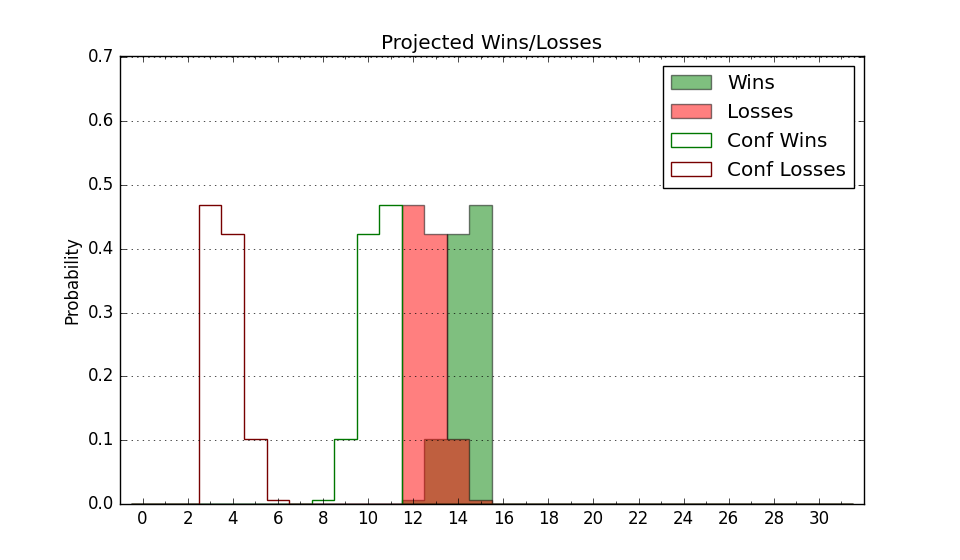 Projected Wins/Losses
0.7
0.6
0.5
0.4
0.3
0.2
0.1
0.0
Probability
Wins
Losses
Conf Wins
Conf Losses
0 2 4 6 8 10 12 14 16 18 20 22 24 26 28 30